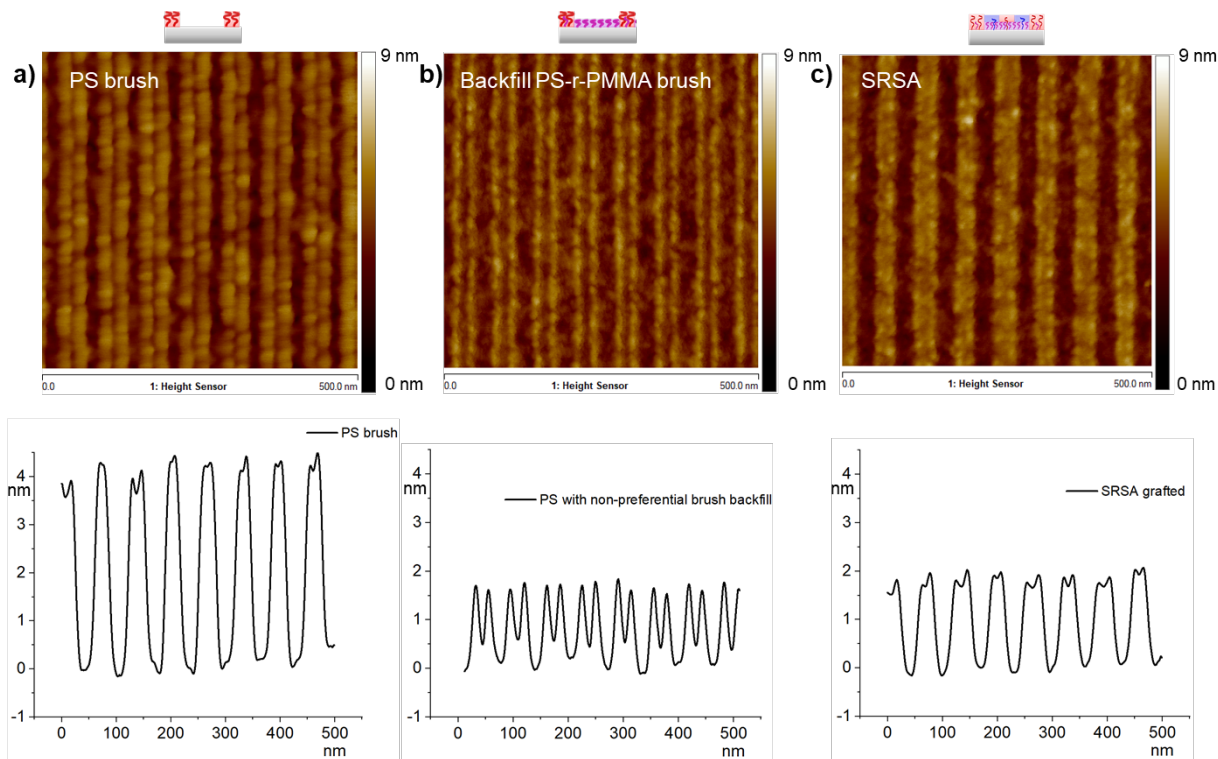 a) PS brush
9 nm
0 nm
0.0 1: Height Sensor 500.0 nm
b) Backfill PS-r-PMMA brush
9 nm
0 nm
0.0 1: Height Sensor 500.0 nm
c) SRSA
9 nm
0 nm
0.0 1: Height Sensor 500.0 nm
PS brush
4
nm
3
2
1
0
-1
0 100 200 300 400 500
nm
4
nm
PS with non-preferential brush backfill
3
2
1
0
-1
0 100 200 300 400 500
nm
4
nm
SRSA grafted
3
2
1
0
-1
0 100 200 300 400 500
nm